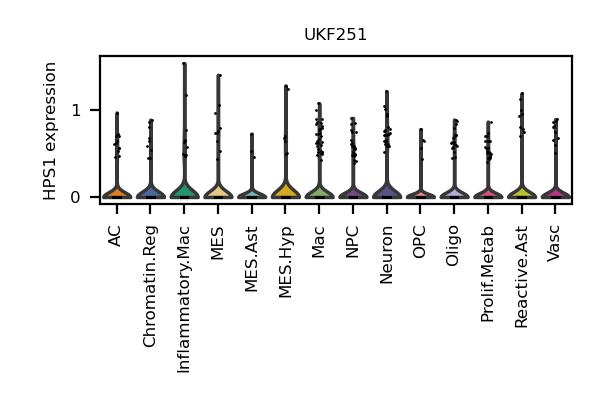 UKF251
HPS1 expression
1
0
AC
Chromatin.Reg
Inflammatory.Mac
MES
MES.Ast
MES.Hyp
Mac
NPC
Neuron
OPC
Oligo
Prolif.Metab
Reactive.Ast
Vasc